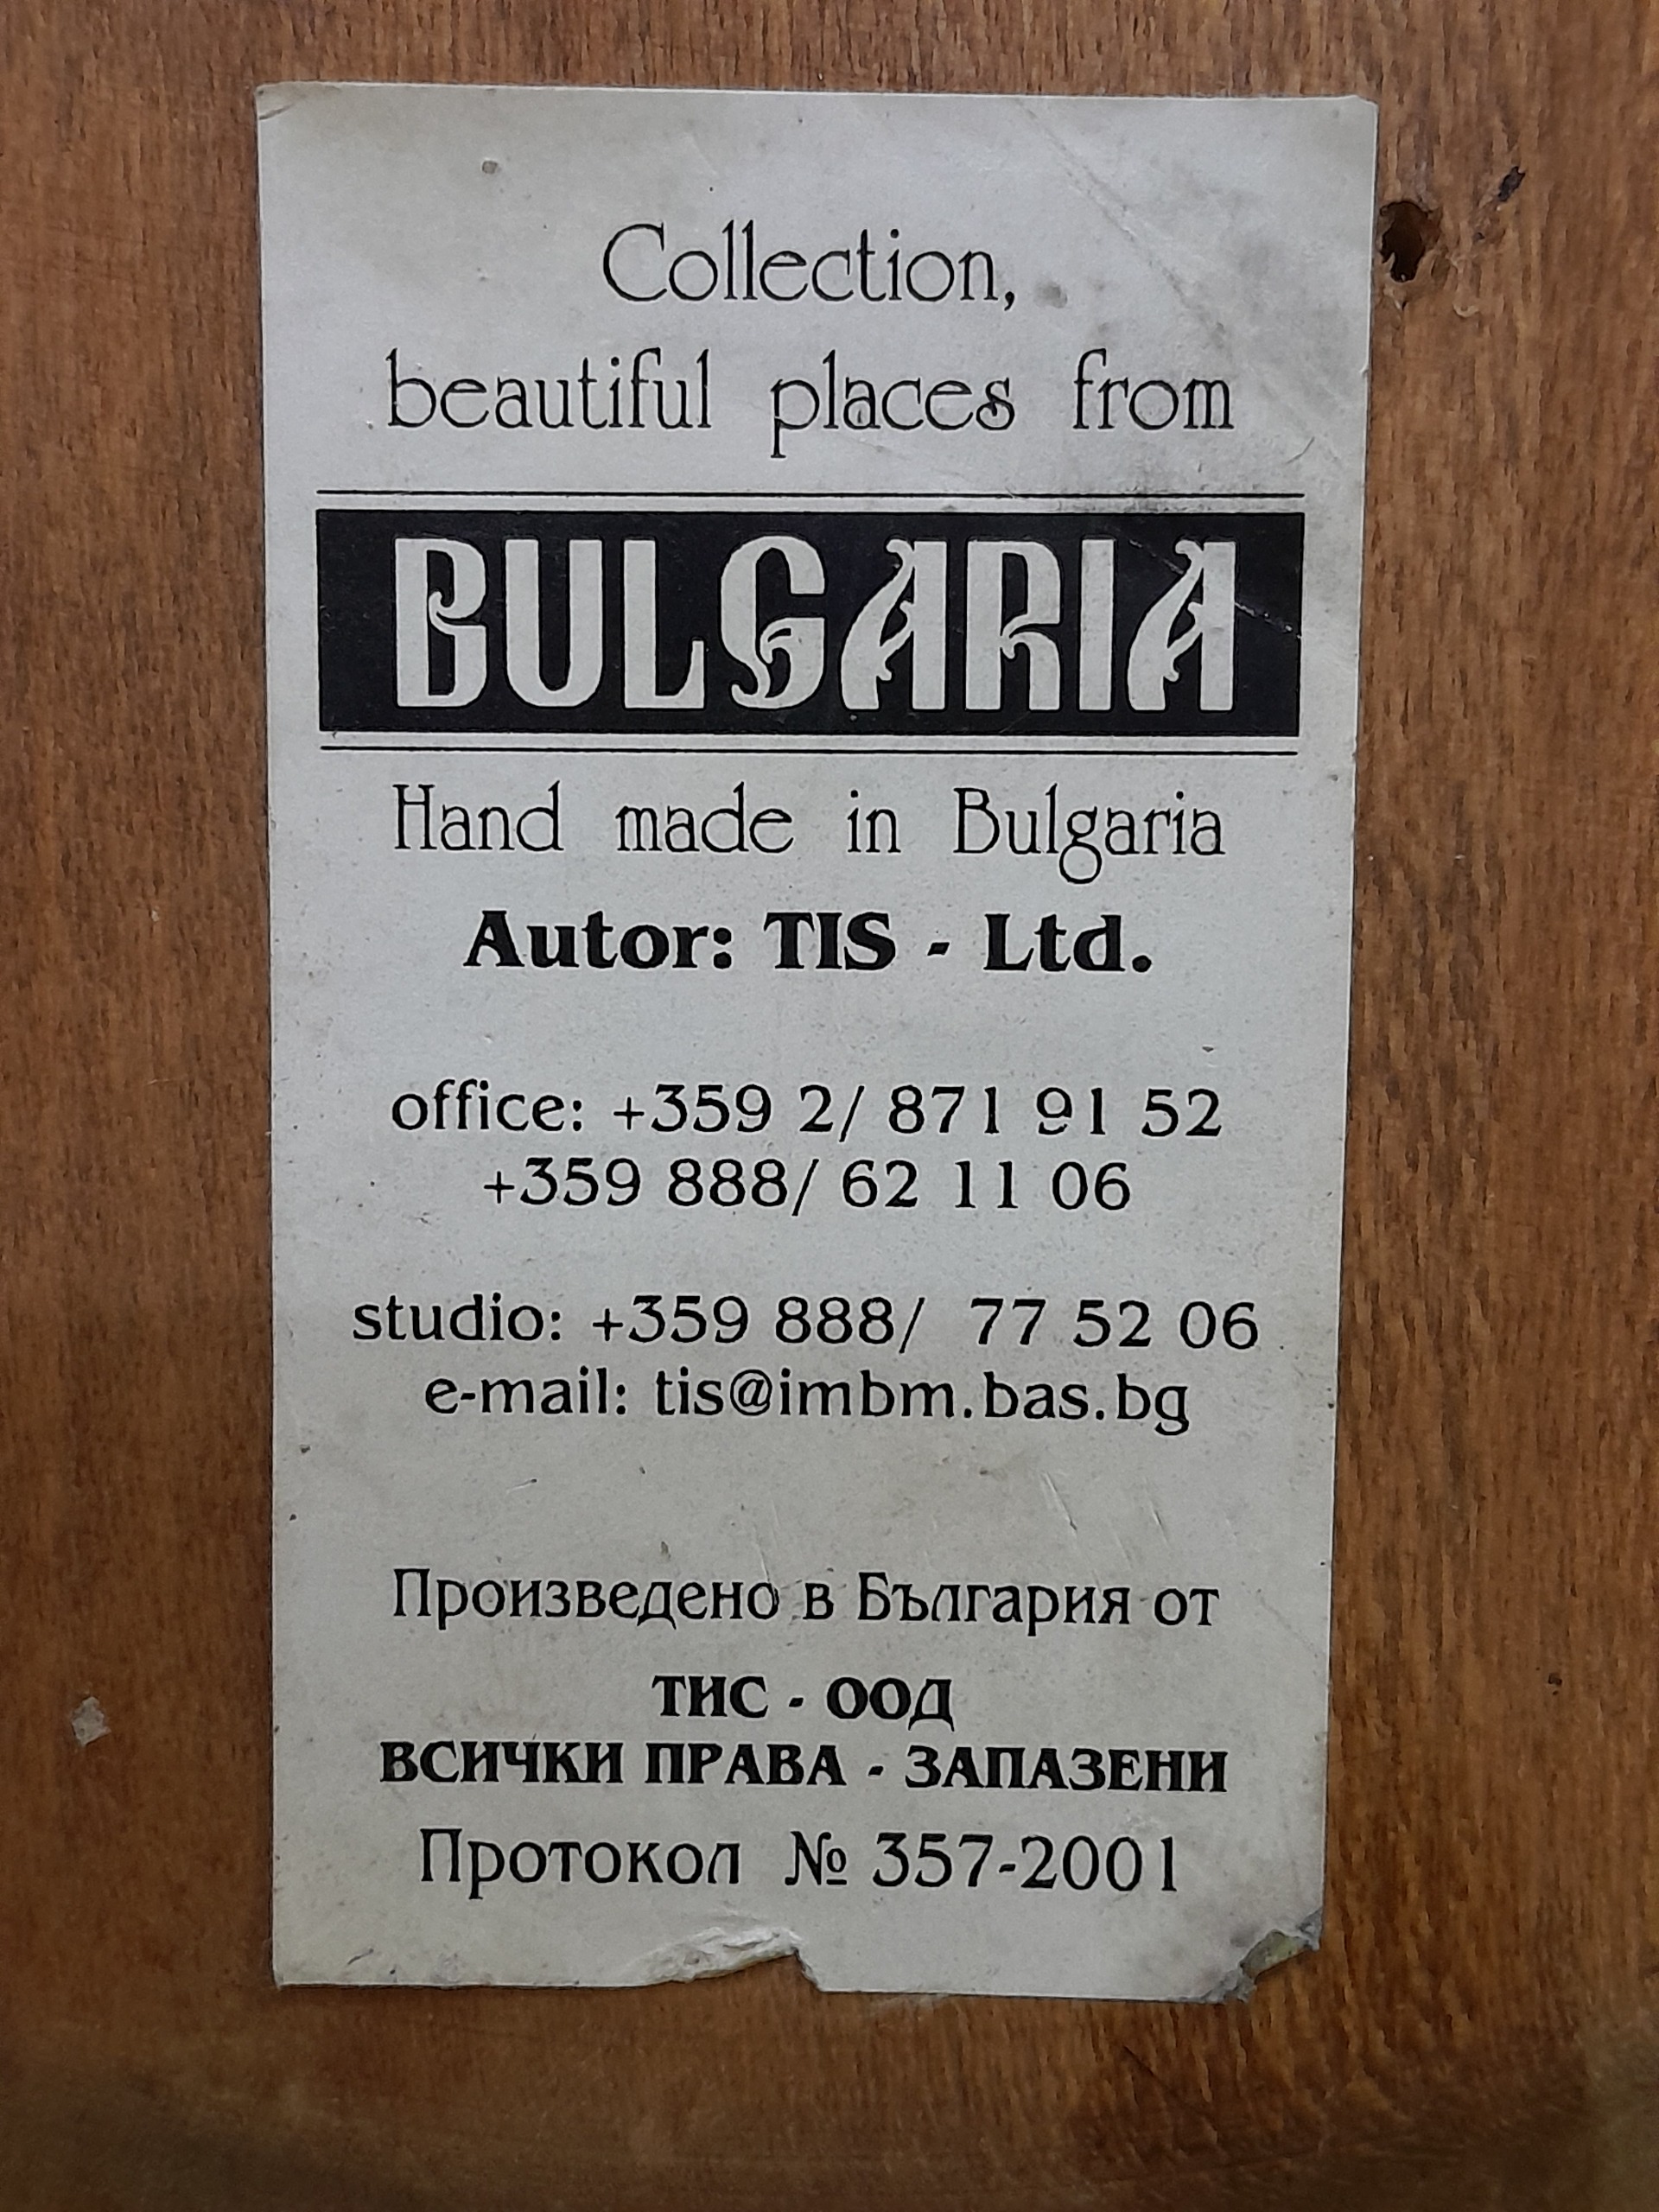 Collection,
beautiful places from
BULGARIA
Hand made in Bulgaria
Autor: TIS - Ltd.
office: +359 2/ 871 91 52
+359 888/ 62 11 06
studio: +359 888/ 77 52 06
e-mail: tis@imbm.bas.bg
Произведено в България от
ТИС - ООД
ВСИЧКИ ПРАВА - ЗАПАЗЕНИ
Протокол № 357-2001